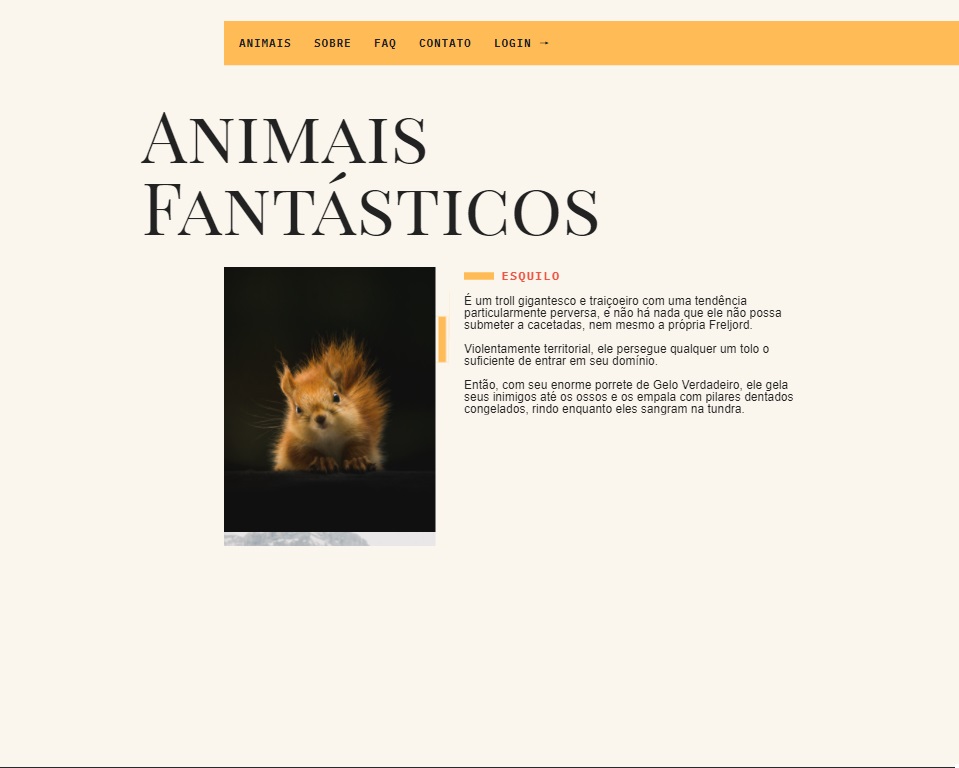 ANIMAIS SOBRE FAQ CONTATO LOGIN →
ANIMAIS
FANTÁSTICOS
ESQUILO
É um troll gigantesco e traiçoeiro com uma tendência
particularmente perversa, e não há nada que ele não possa
submeter a cacetadas, nem mesmo a própria Freljord.
Violentamente territorial, ele persegue qualquer um tolo o
suficiente de entrar em seu domínio.
Então, com seu enorme porrete de Gelo Verdadeiro, ele gela
seus inimigos até os ossos e os empala com pilares dentados
congelados, rindo enquanto eles sangram na tundra.